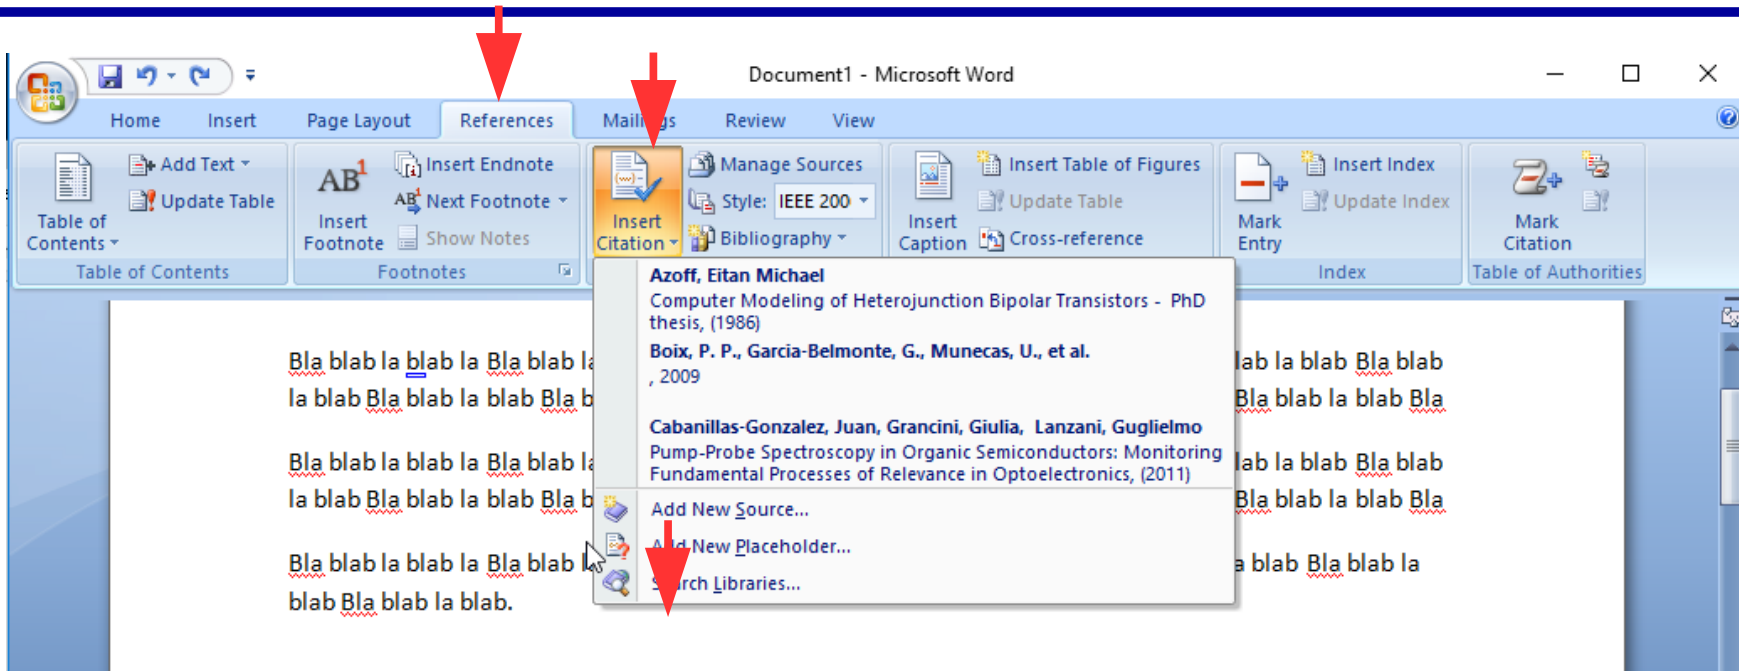 Document1 - Microsoft Word
Home Insert Page Layout References Mailings Review View
Table of Contents
Add Text
Update Table
Table of Contents
AB1
Insert Footnote
Insert Endnote
AB1 Next Footnote
Show Notes
Footnotes
Insert Citation
Manage Sources
Style: IEEE 200
Bibliography
Insert Caption
Insert Table of Figures
Update Table
Cross-reference
Mark Entry
Insert Index
Update Index
Index
Mark Citation
Table of Authorities
Azoff, Eitan Michael
Computer Modeling of Heterojunction Bipolar Transistors - PhD
thesis, (1986)
Boix, P. P., Garcia-Belmonte, G., Munecas, U., et al.
, 2009
Cabanillas-Gonzalez, Juan, Grancini, Giulia, Lanzani, Guglielmo
Pump-Probe Spectroscopy in Organic Semiconductors: Monitoring
Fundamental Processes of Relevance in Optoelectronics, (2011)
Add New Source...
Add New Placeholder...
Search Libraries...
Bla blab la blab la Bla blab la blab Bla blab
la blab Bla blab la blab Bla Bla blab la blab Bla
Bla blab la blab la Bla blab la blab Bla blab
la blab Bla blab la blab Bla Bla blab la blab Bla
Bla blab la blab la Bla blab blab Bla blab la
blab Bla blab la blab.